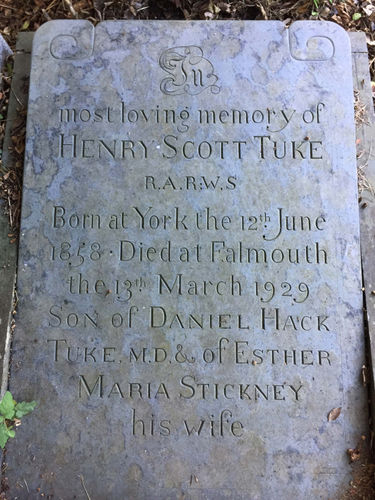 In
most loving memory of
HENRY SCOTT TUKE
R.A.R.W.S
Born at York the 12th June
1858 · Died at Falmouth
the 13th March 1929
SON OF DANIEL HACK
TUKE, M.D. & of ESTHER
MARIA STICKNEY
his wife